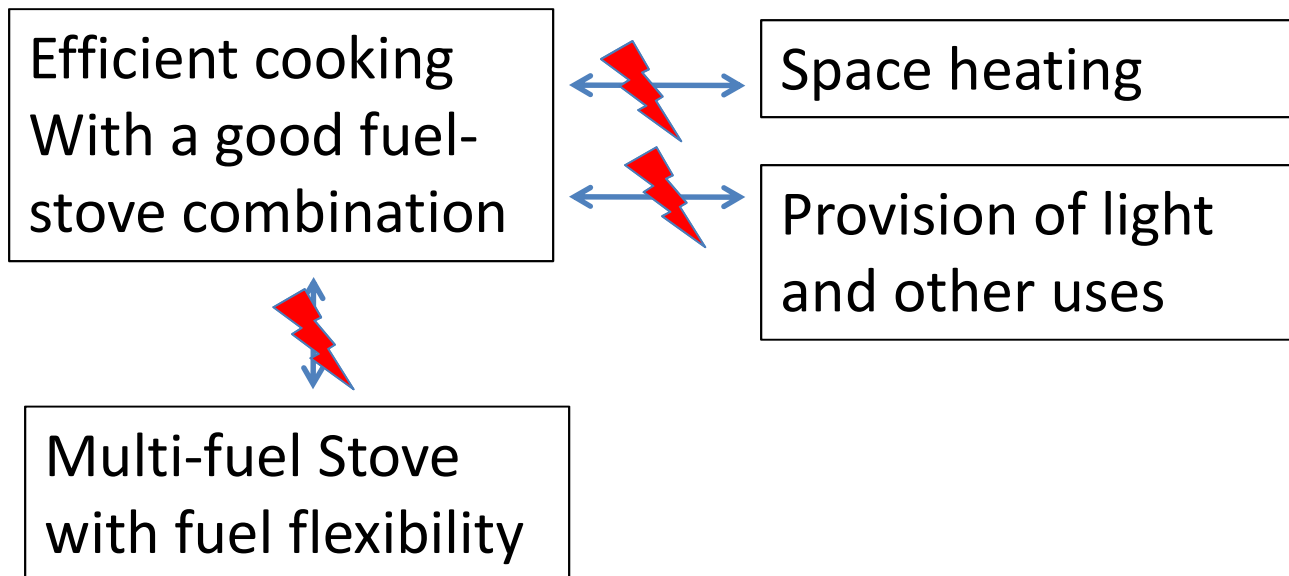 Efficient cooking
With a good fuel-
stove combination
Space heating
Provision of light
and other uses
Multi-fuel Stove
with fuel flexibility